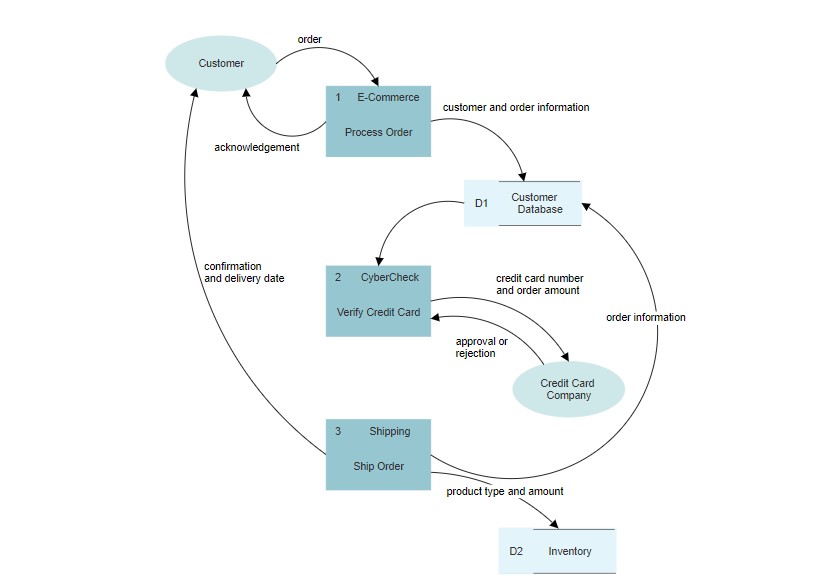 order
Customer
1 E-Commerce
Process Order
customer and order information
acknowledgement
D1
Customer
Database
confirmation
and delivery date
2 CyberCheck
Verify Credit Card
credit card number
and order amount
order information
approval or
rejection
Credit Card
Company
3 Shipping
Ship Order
product type and amount
D2 Inventory